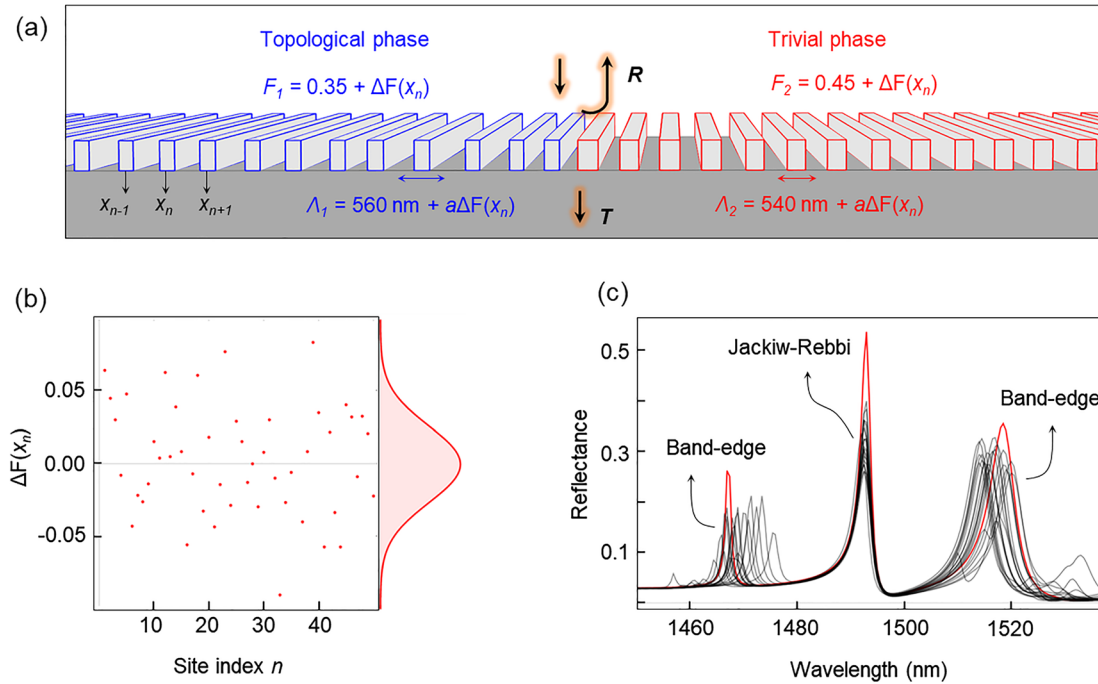 (a)
Topological phase
Trivial phase
F₁ = 0.35 + ΔF(xₙ)
R
F₂ = 0.45 + ΔF(xₙ)
xₙ₋₁ xₙ xₙ₊₁
Λ₁ = 560 nm + aΔF(xₙ)
T
Λ₂ = 540 nm + aΔF(xₙ)
(b)
ΔF(xₙ)
0.05
0.00
-0.05
10 20 30 40
Site index n
(c)
Reflectance
0.5
0.3
0.1
Jackiw-Rebbi
Band-edge
Band-edge
1460 1480 1500 1520
Wavelength (nm)